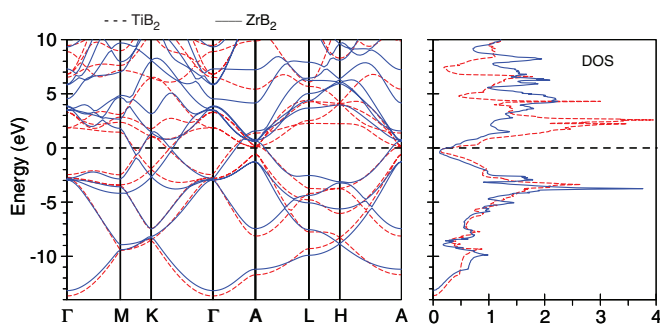 TiB2 ZrB2
10
5
0
-5
-10
Energy (eV)
Γ M K Γ A L H A
DOS
0 1 2 3 4